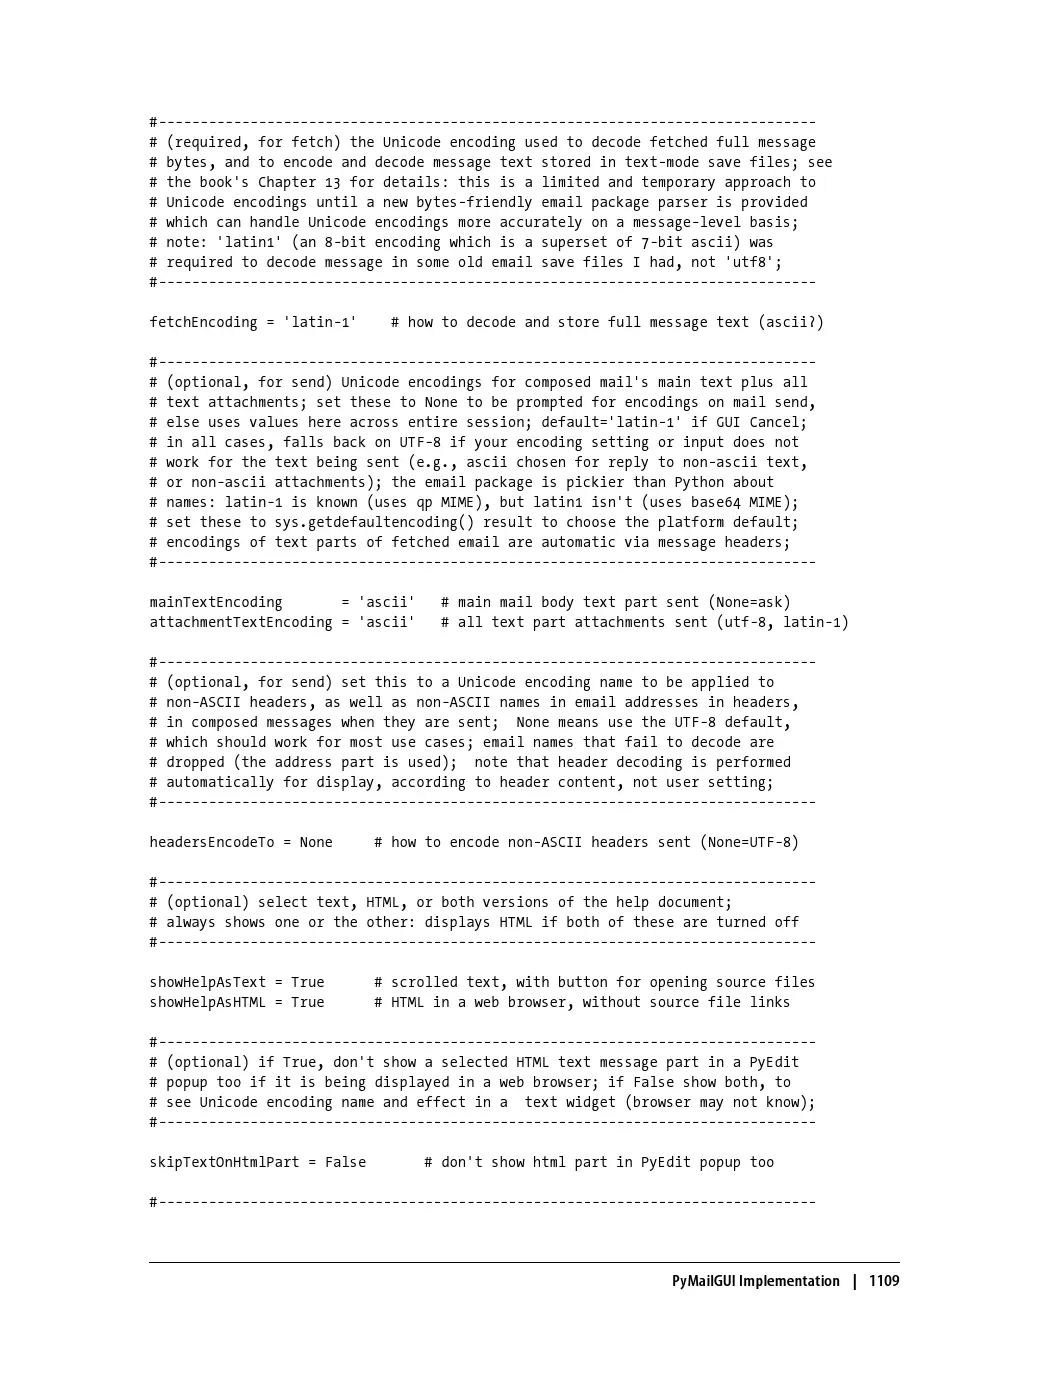 #-------------------------------------------------------------------------------
# (required, for fetch) the Unicode encoding used to decode fetched full message
# bytes, and to encode and decode message text stored in text-mode save files; see
# the book's Chapter 13 for details: this is a limited and temporary approach to
# Unicode encodings until a new bytes-friendly email package parser is provided
# which can handle Unicode encodings more accurately on a message-level basis;
# note: 'latin1' (an 8-bit encoding which is a superset of 7-bit ascii) was
# required to decode message in some old email save files I had, not 'utf8';
#-------------------------------------------------------------------------------
fetchEncoding = 'latin-1'    # how to decode and store full message text (ascii?)
#-------------------------------------------------------------------------------
# (optional, for send) Unicode encodings for composed mail's main text plus all
# text attachments; set these to None to be prompted for encodings on mail send,
# else uses values here across entire session; default='latin-1' if GUI Cancel;
# in all cases, falls back on UTF-8 if your encoding setting or input does not
# work for the text being sent (e.g., ascii chosen for reply to non-ascii text,
# or non-ascii attachments); the email package is pickier than Python about
# names: latin-1 is known (uses qp MIME), but latin1 isn't (uses base64 MIME);
# set these to sys.getdefaultencoding() result to choose the platform default;
# encodings of text parts of fetched email are automatic via message headers;
#-------------------------------------------------------------------------------
mainTextEncoding       = 'ascii'   # main mail body text part sent (None=ask)
attachmentTextEncoding = 'ascii'   # all text part attachments sent (utf-8, latin-1)
#-------------------------------------------------------------------------------
# (optional, for send) set this to a Unicode encoding name to be applied to
# non-ASCII headers, as well as non-ASCII names in email addresses in headers,
# in composed messages when they are sent;  None means use the UTF-8 default,
# which should work for most use cases; email names that fail to decode are
# dropped (the address part is used);  note that header decoding is performed
# automatically for display, according to header content, not user setting;
#-------------------------------------------------------------------------------
headersEncodeTo = None     # how to encode non-ASCII headers sent (None=UTF-8)
#-------------------------------------------------------------------------------
# (optional) select text, HTML, or both versions of the help document;
# always shows one or the other: displays HTML if both of these are turned off
#-------------------------------------------------------------------------------
showHelpAsText = True      # scrolled text, with button for opening source files
showHelpAsHTML = True      # HTML in a web browser, without source file links
#-------------------------------------------------------------------------------
# (optional) if True, don't show a selected HTML text message part in a PyEdit
# popup too if it is being displayed in a web browser; if False show both, to
# see Unicode encoding name and effect in a  text widget (browser may not know);
#-------------------------------------------------------------------------------
skipTextOnHtmlPart = False       # don't show html part in PyEdit popup too
#-------------------------------------------------------------------------------
PyMailGUI Implementation | 1109